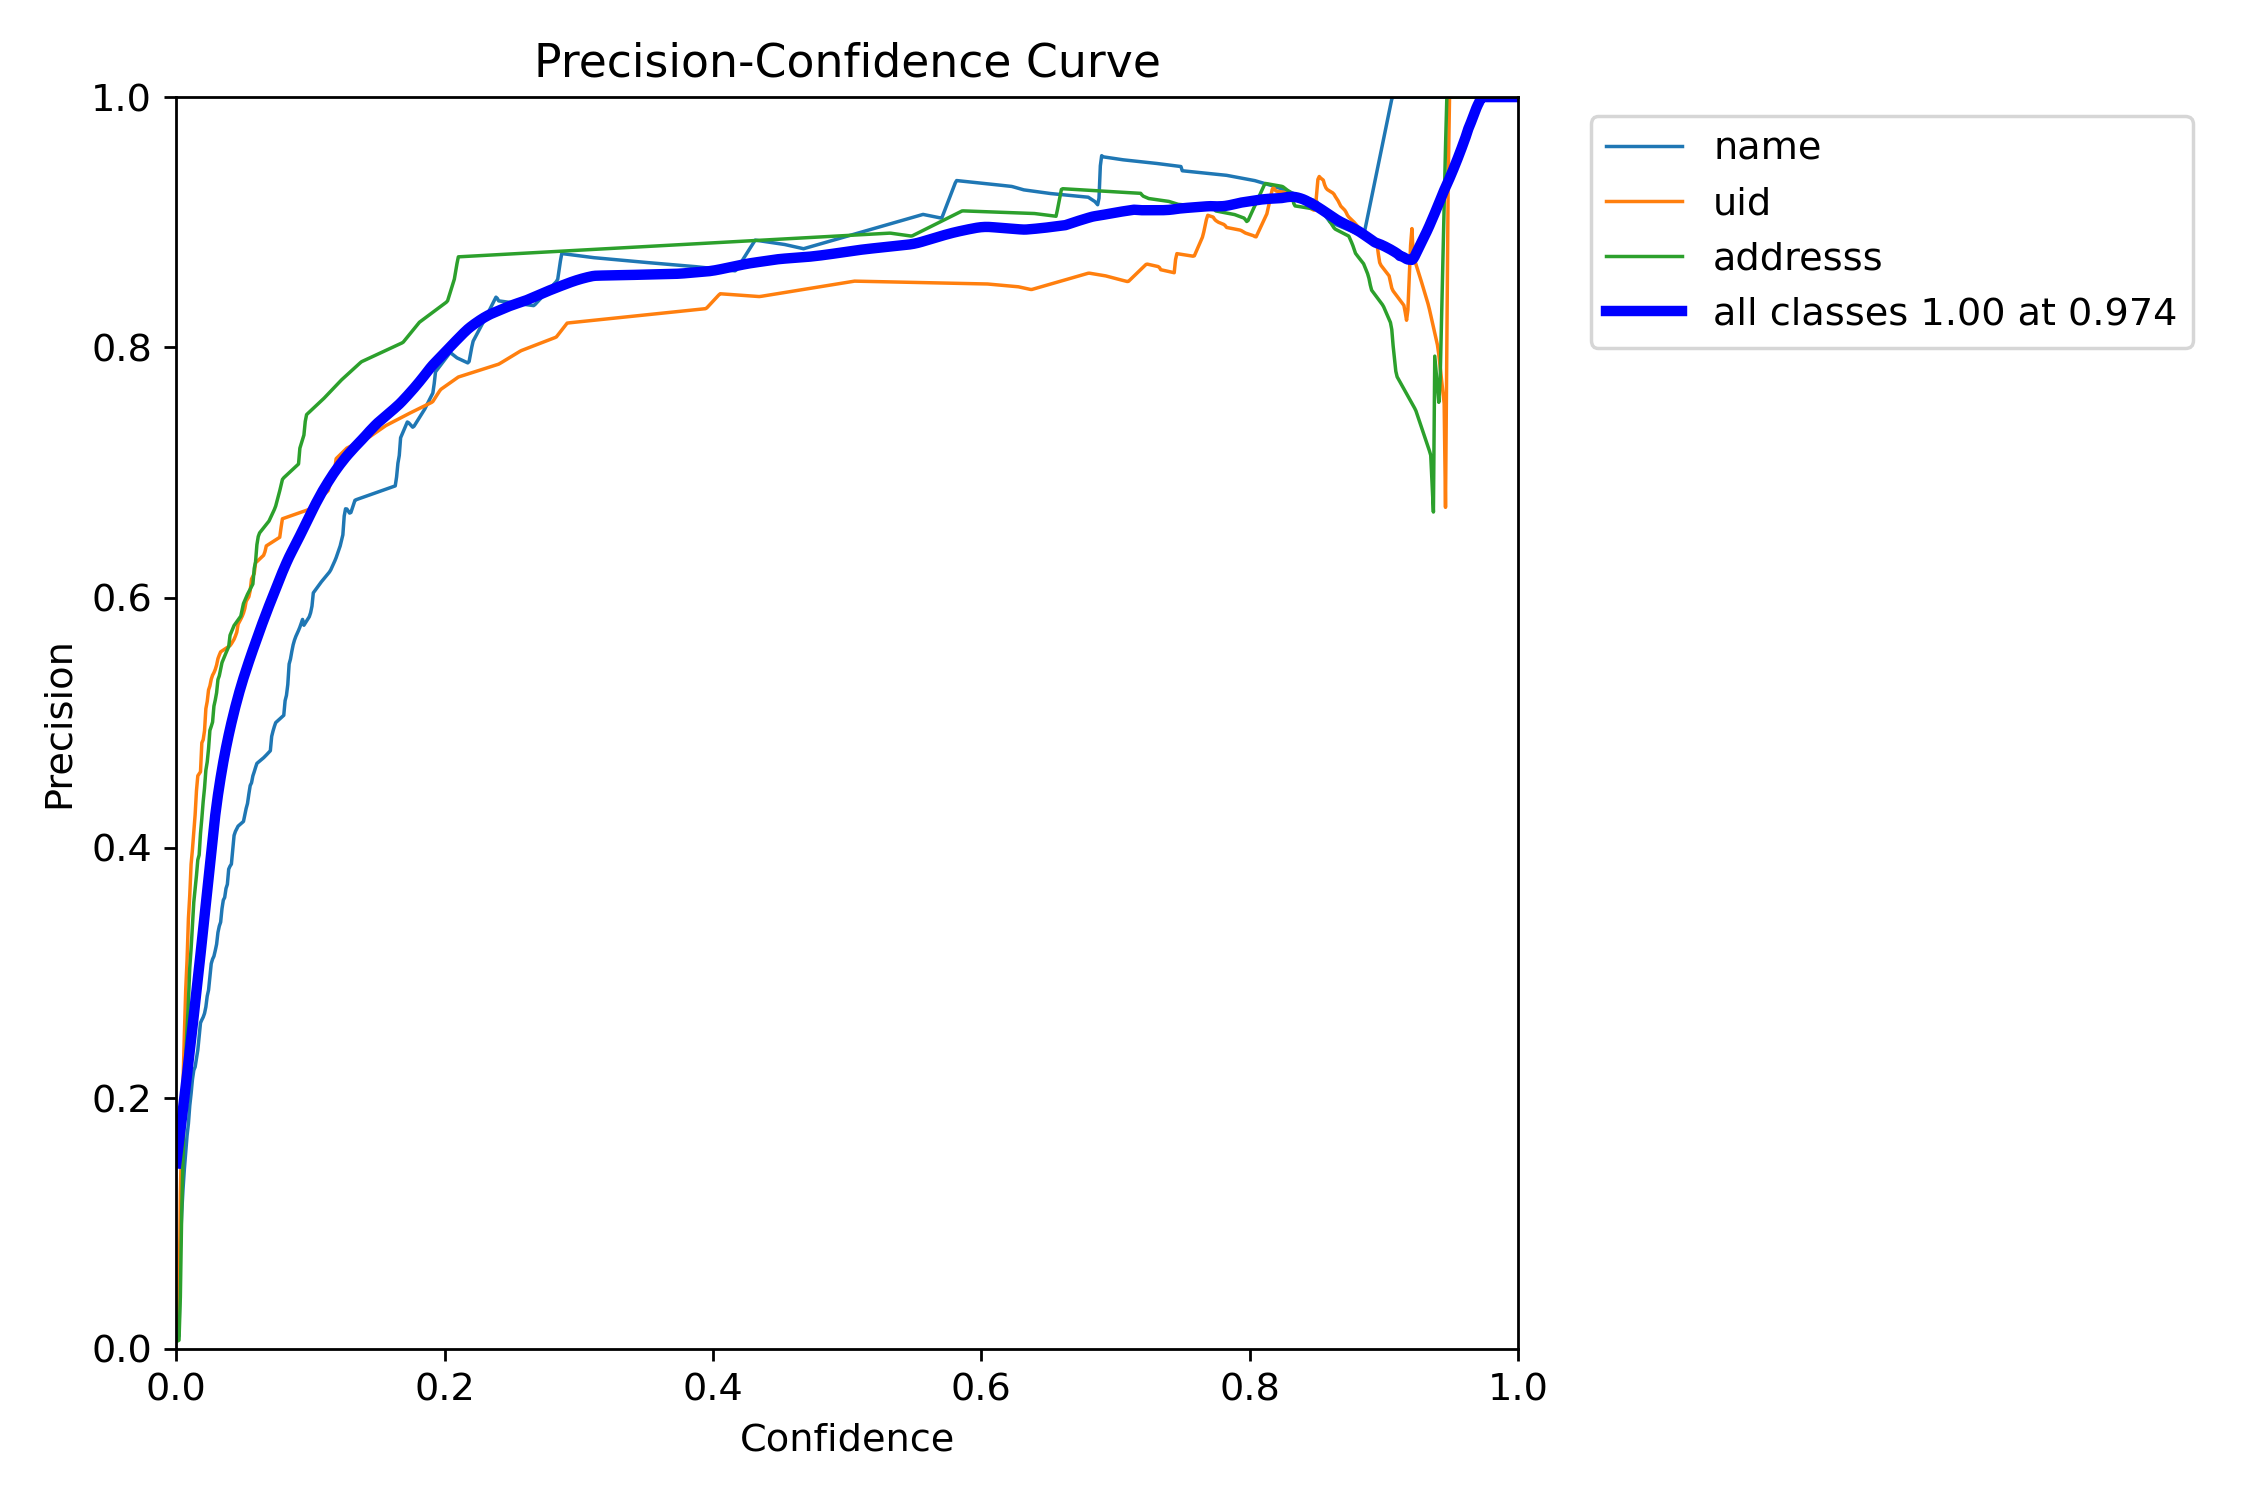 Precision-Confidence Curve
1.0
0.8
0.6
0.4
0.2
0.0
Precision
0.0 0.2 0.4 0.6 0.8 1.0
Confidence
name
uid
addresss
all classes 1.00 at 0.974